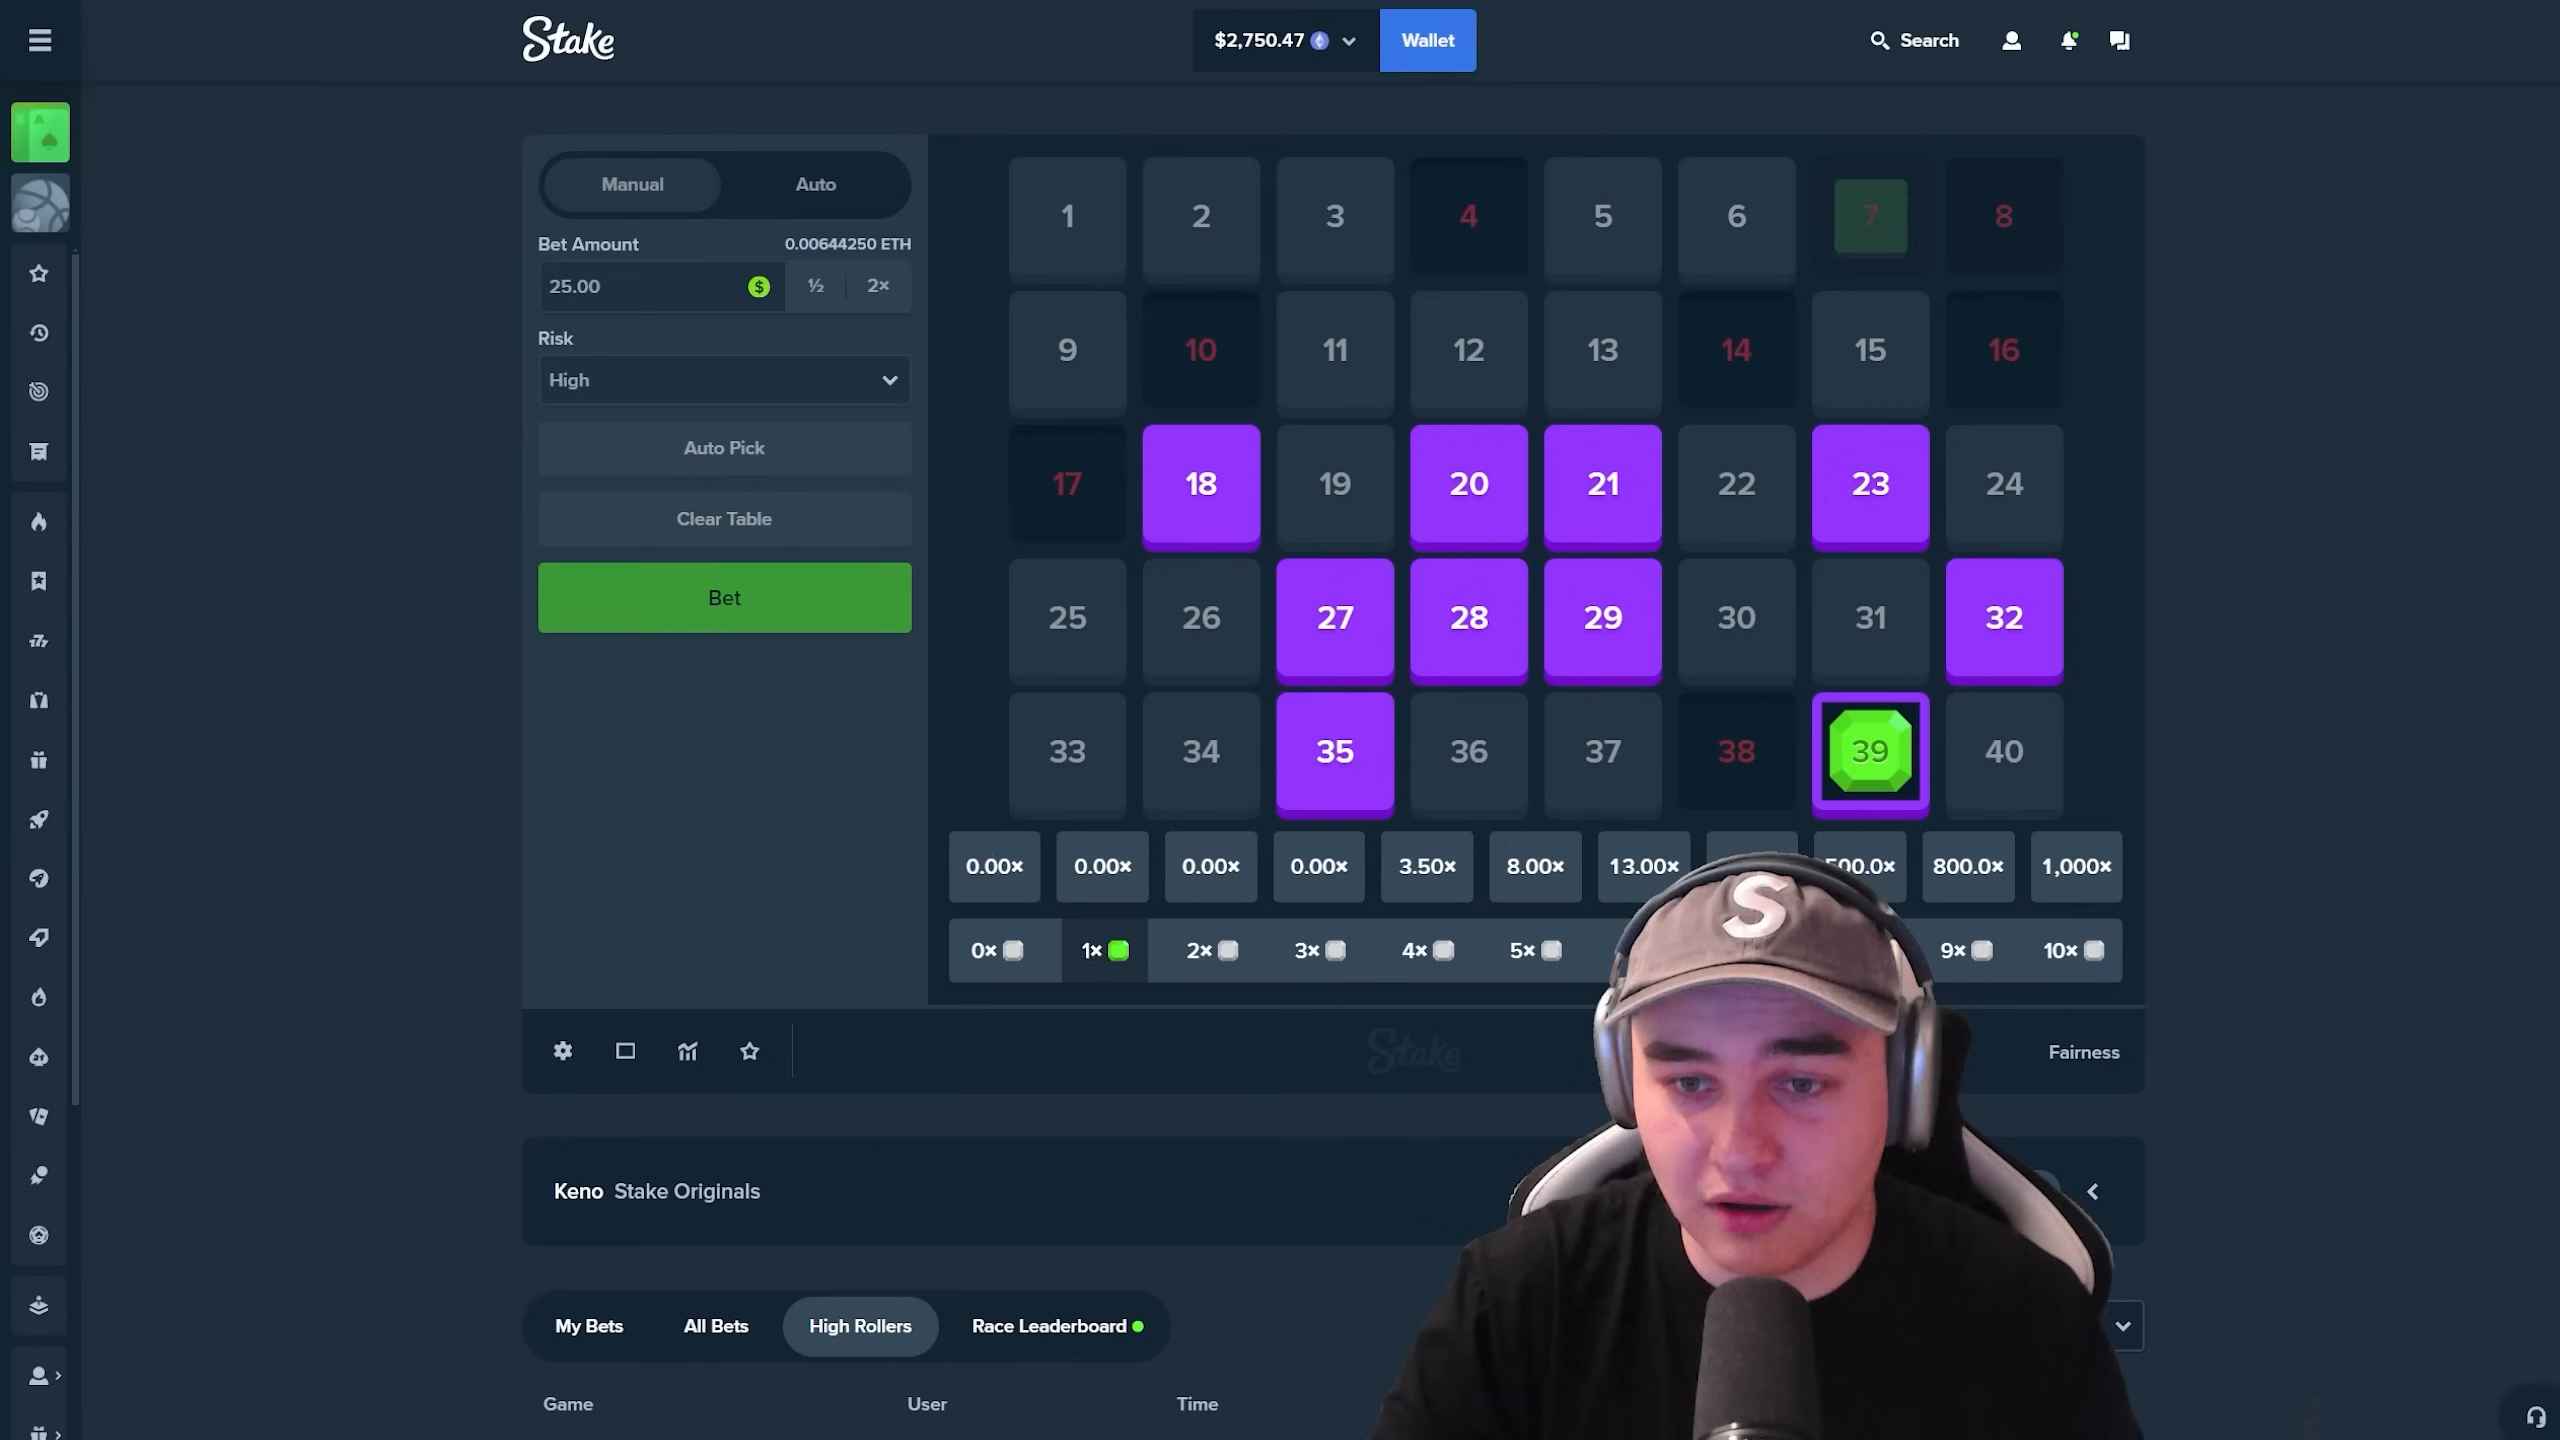 Stake
$2,750.47
Wallet
Search
Manual
Auto
Bet Amount
0.00644250 ETH
25.00
$
½
2×
Risk
High
Auto Pick
Clear Table
Bet
1 2 3 4 5 6 7 8
9 10 11 12 13 14 15 16
17 18 19 20 21 22 23 24
25 26 27 28 29 30 31 32
33 34 35 36 37 38 39 40
0.00× 0.00× 0.00× 0.00× 3.50× 8.00× 13.00× 500.0× 800.0× 1,000×
0× 1× 2× 3× 4× 5× 9× 10×
S
Stake
Fairness
Keno Stake Originals
My Bets
All Bets
High Rollers
Race Leaderboard
Game
User
Time